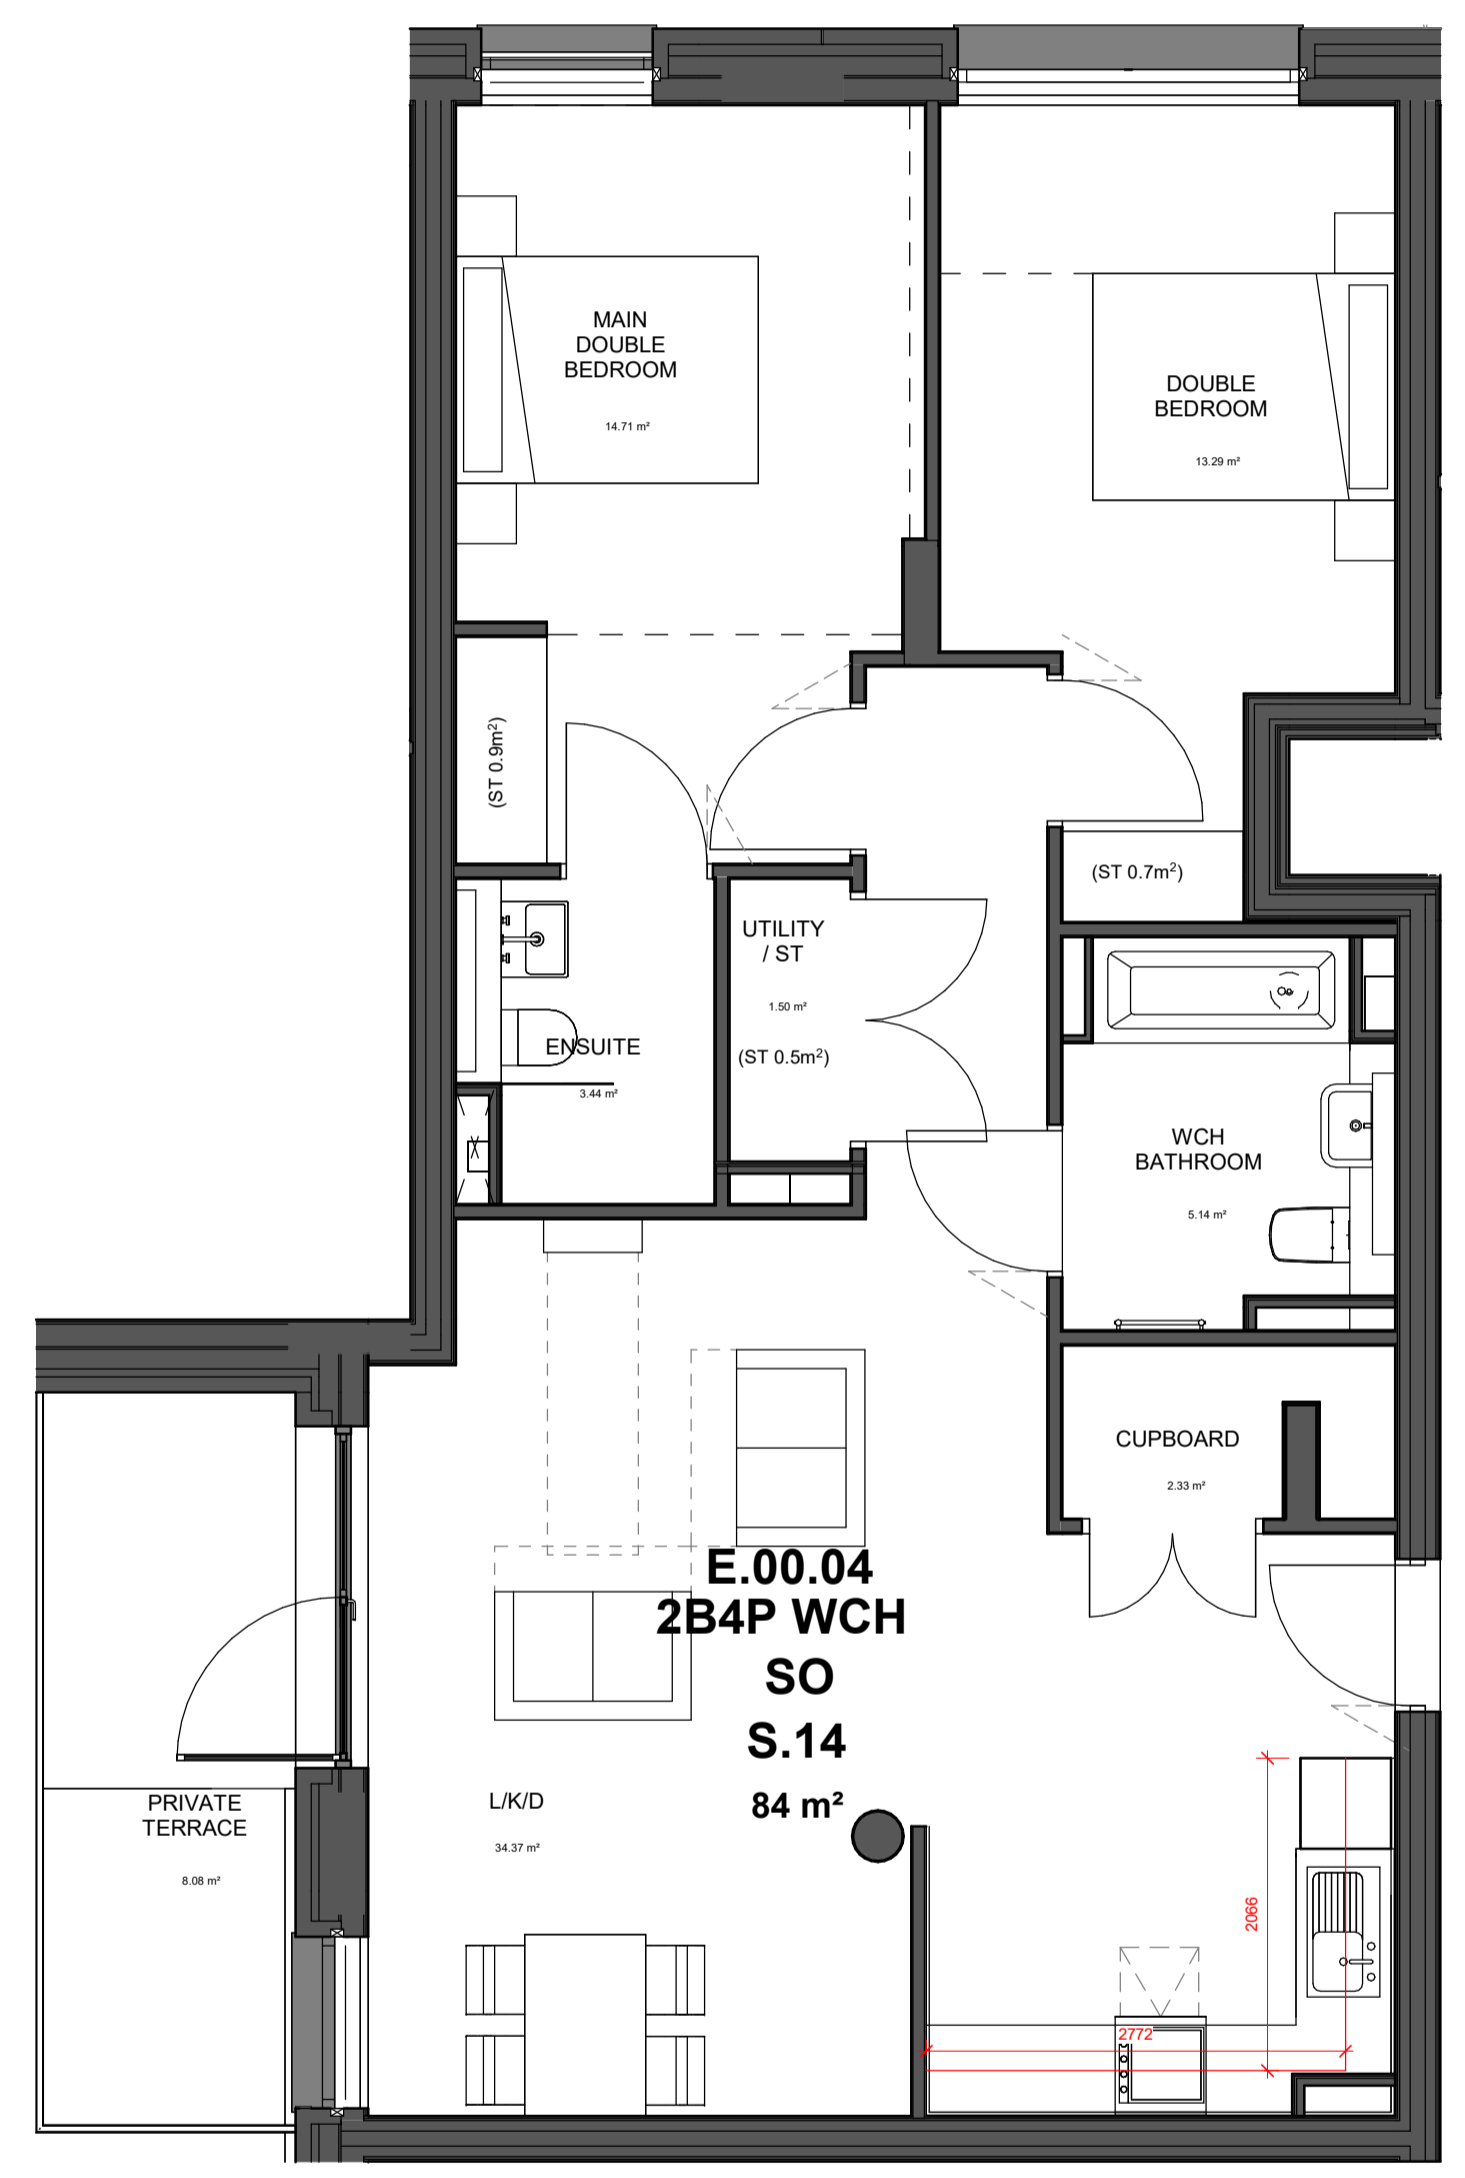 MAIN
DOUBLE
BEDROOM
14.71 m²
DOUBLE
BEDROOM
13.29 m²
(ST 0.9m²)
(ST 0.7m²)
UTILITY
/ ST
1.50 m²
(ST 0.5m²)
ENSUITE
3.44 m²
WCH
BATHROOM
5.14 m²
CUPBOARD
2.33 m²
E.00.04
2B4P WCH
SO
S.14
84 m²
L/K/D
34.37 m²
PRIVATE
TERRACE
8.08 m²
2066
2772